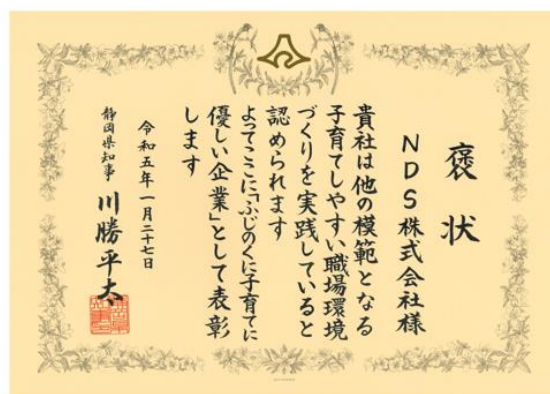 褒状
NDS株式会社様
貴社は他の模範となる
子育てしやすい職場環境
づくりを実践していると
認められます
よってここに「ふじのくに子育てに
優しい企業」として表彰
します
令和五年一月二十七日
静岡県知事 川勝平太